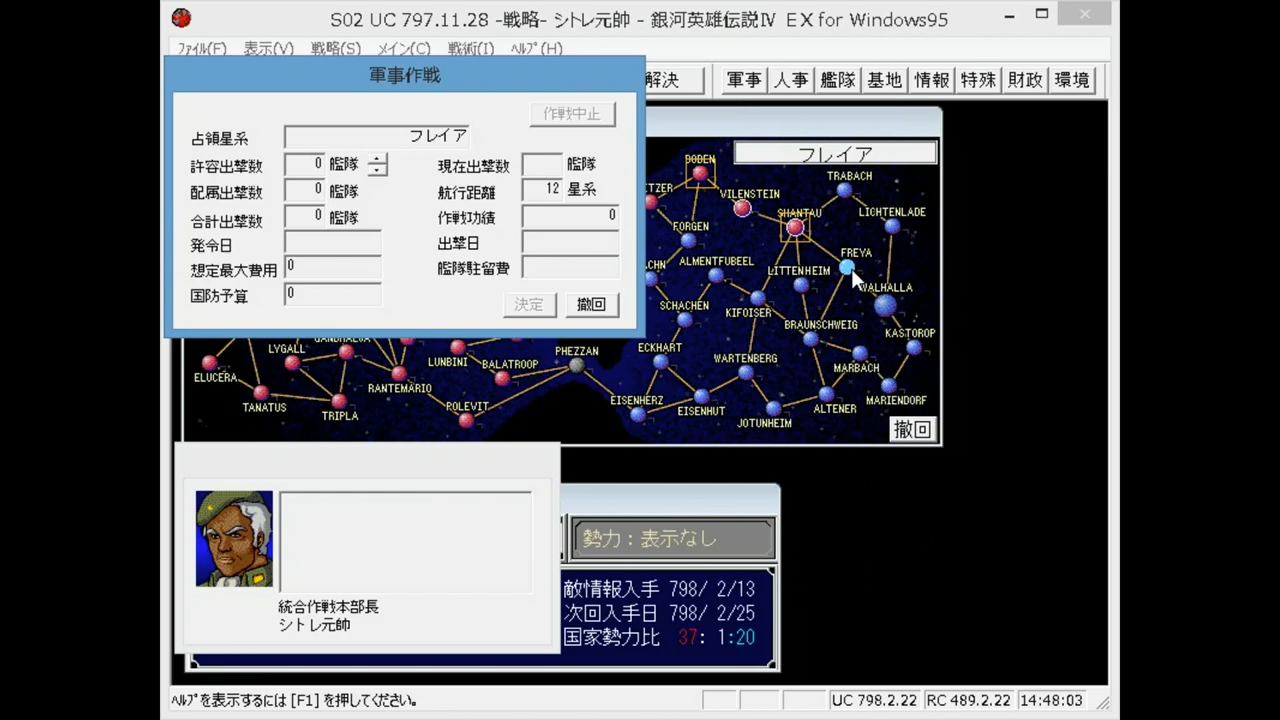 S02 UC 797.11.28 -戦略- シトレ元帥 - 銀河英雄伝説Ⅳ EX for Windows95
ﾌｧｲﾙ(F) 表示(V) 戦略(S) ﾒｲﾝ(C) 戦術(I) ﾍﾙﾌﾟ(H)
軍事作戦
解決 軍事 人事 艦隊 基地 情報 特殊 財政 環境
作戦中止
占領星系 フレイア
許容出撃数 0 艦隊 現在出撃数 艦隊
配属出撃数 0 艦隊 航行距離 12 星系
合計出撃数 0 艦隊 作戦功績 0
発令日 出撃日
想定最大費用 0 艦隊駐留費
国防予算 0
決定 撤回
フレイア
BODEN
TRABACH
VILENSTEIN
SHANTAU
LICHTENLADE
FORGEN
FREYA
ALMENTFUBEEL
LITTENHEIM
WALHALLA
SCHACHEN
KIFOISER
BRAUNSCHWEIG
KASTOROP
LYGALL
LUNBINI
BALATROOP
PHEZZAN
ECKHART
WARTENBERG
MARBACH
ELUCERA
RANTEMARIO
TANATUS
TRIPLA
ROLEVIT
EISENHERZ
EISENHUT
JOTUNHEIM
ALTENER
MARIENDORF
撤回
統合作戦本部長
シトレ元帥
勢力：表示なし
敵情報入手 798/ 2/13
次回入手日 798/ 2/25
国家勢力比 37: 1:20
ﾍﾙﾌﾟを表示するには [F1] を押してください。
UC 798.2.22 RC 489.2.22 14:48:03